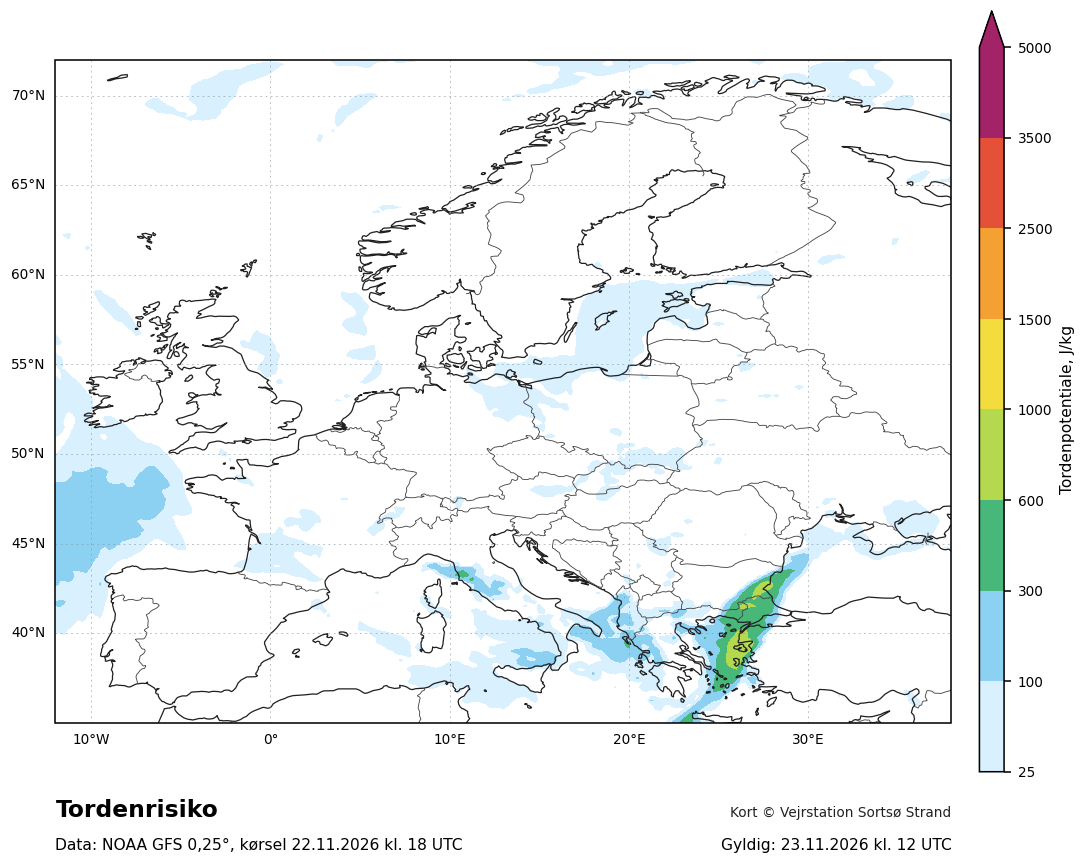 70°N
65°N
60°N
55°N
50°N
45°N
40°N
10°W
0°
10°E
20°E
30°E
5000
3500
2500
1500
1000
600
300
100
25
Tordenpotentiale, J/kg
Tordenrisiko
Kort © Vejrstation Sortsø Strand
Data: NOAA GFS 0,25°, kørsel 22.11.2026 kl. 18 UTC
Gyldig: 23.11.2026 kl. 12 UTC